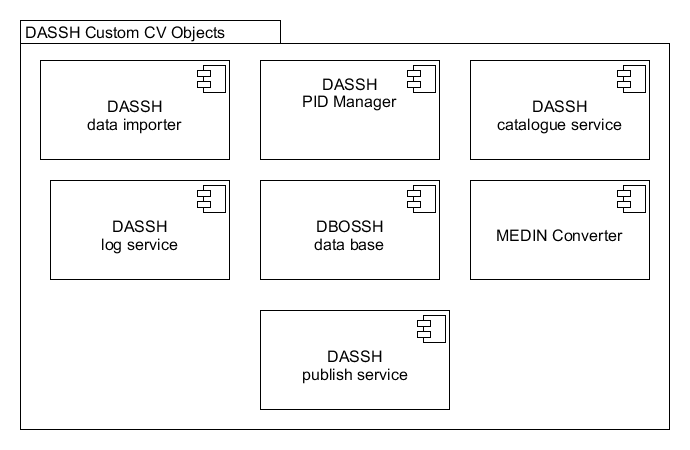 DASSH Custom CV Objects
DASSH
data importer
DASSH
PID Manager
DASSH
catalogue service
DASSH
log service
DBOSSH
data base
MEDIN Converter
DASSH
publish service